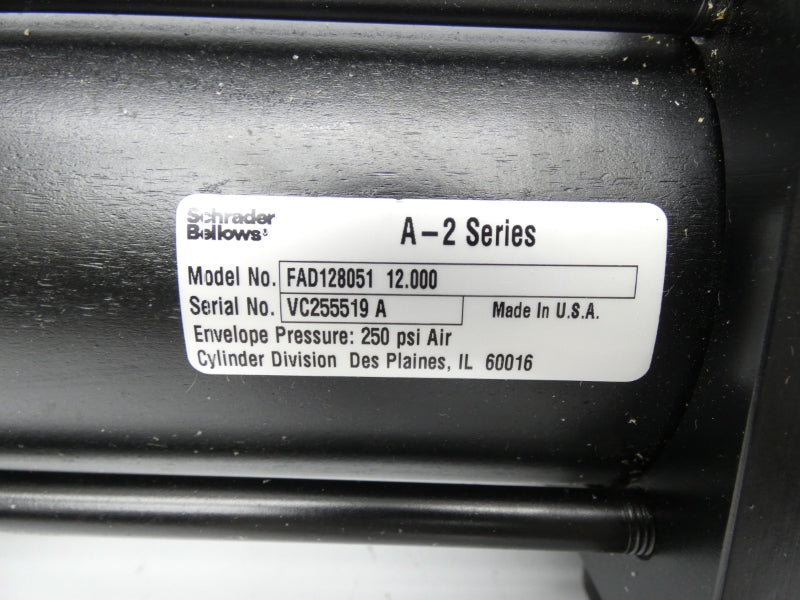 Schrader
Bellows®
A-2 Series
Model No. FAD128051 12.000
Serial No. VC255519 A
Made In U.S.A.
Envelope Pressure: 250 psi Air
Cylinder Division Des Plaines, IL 60016